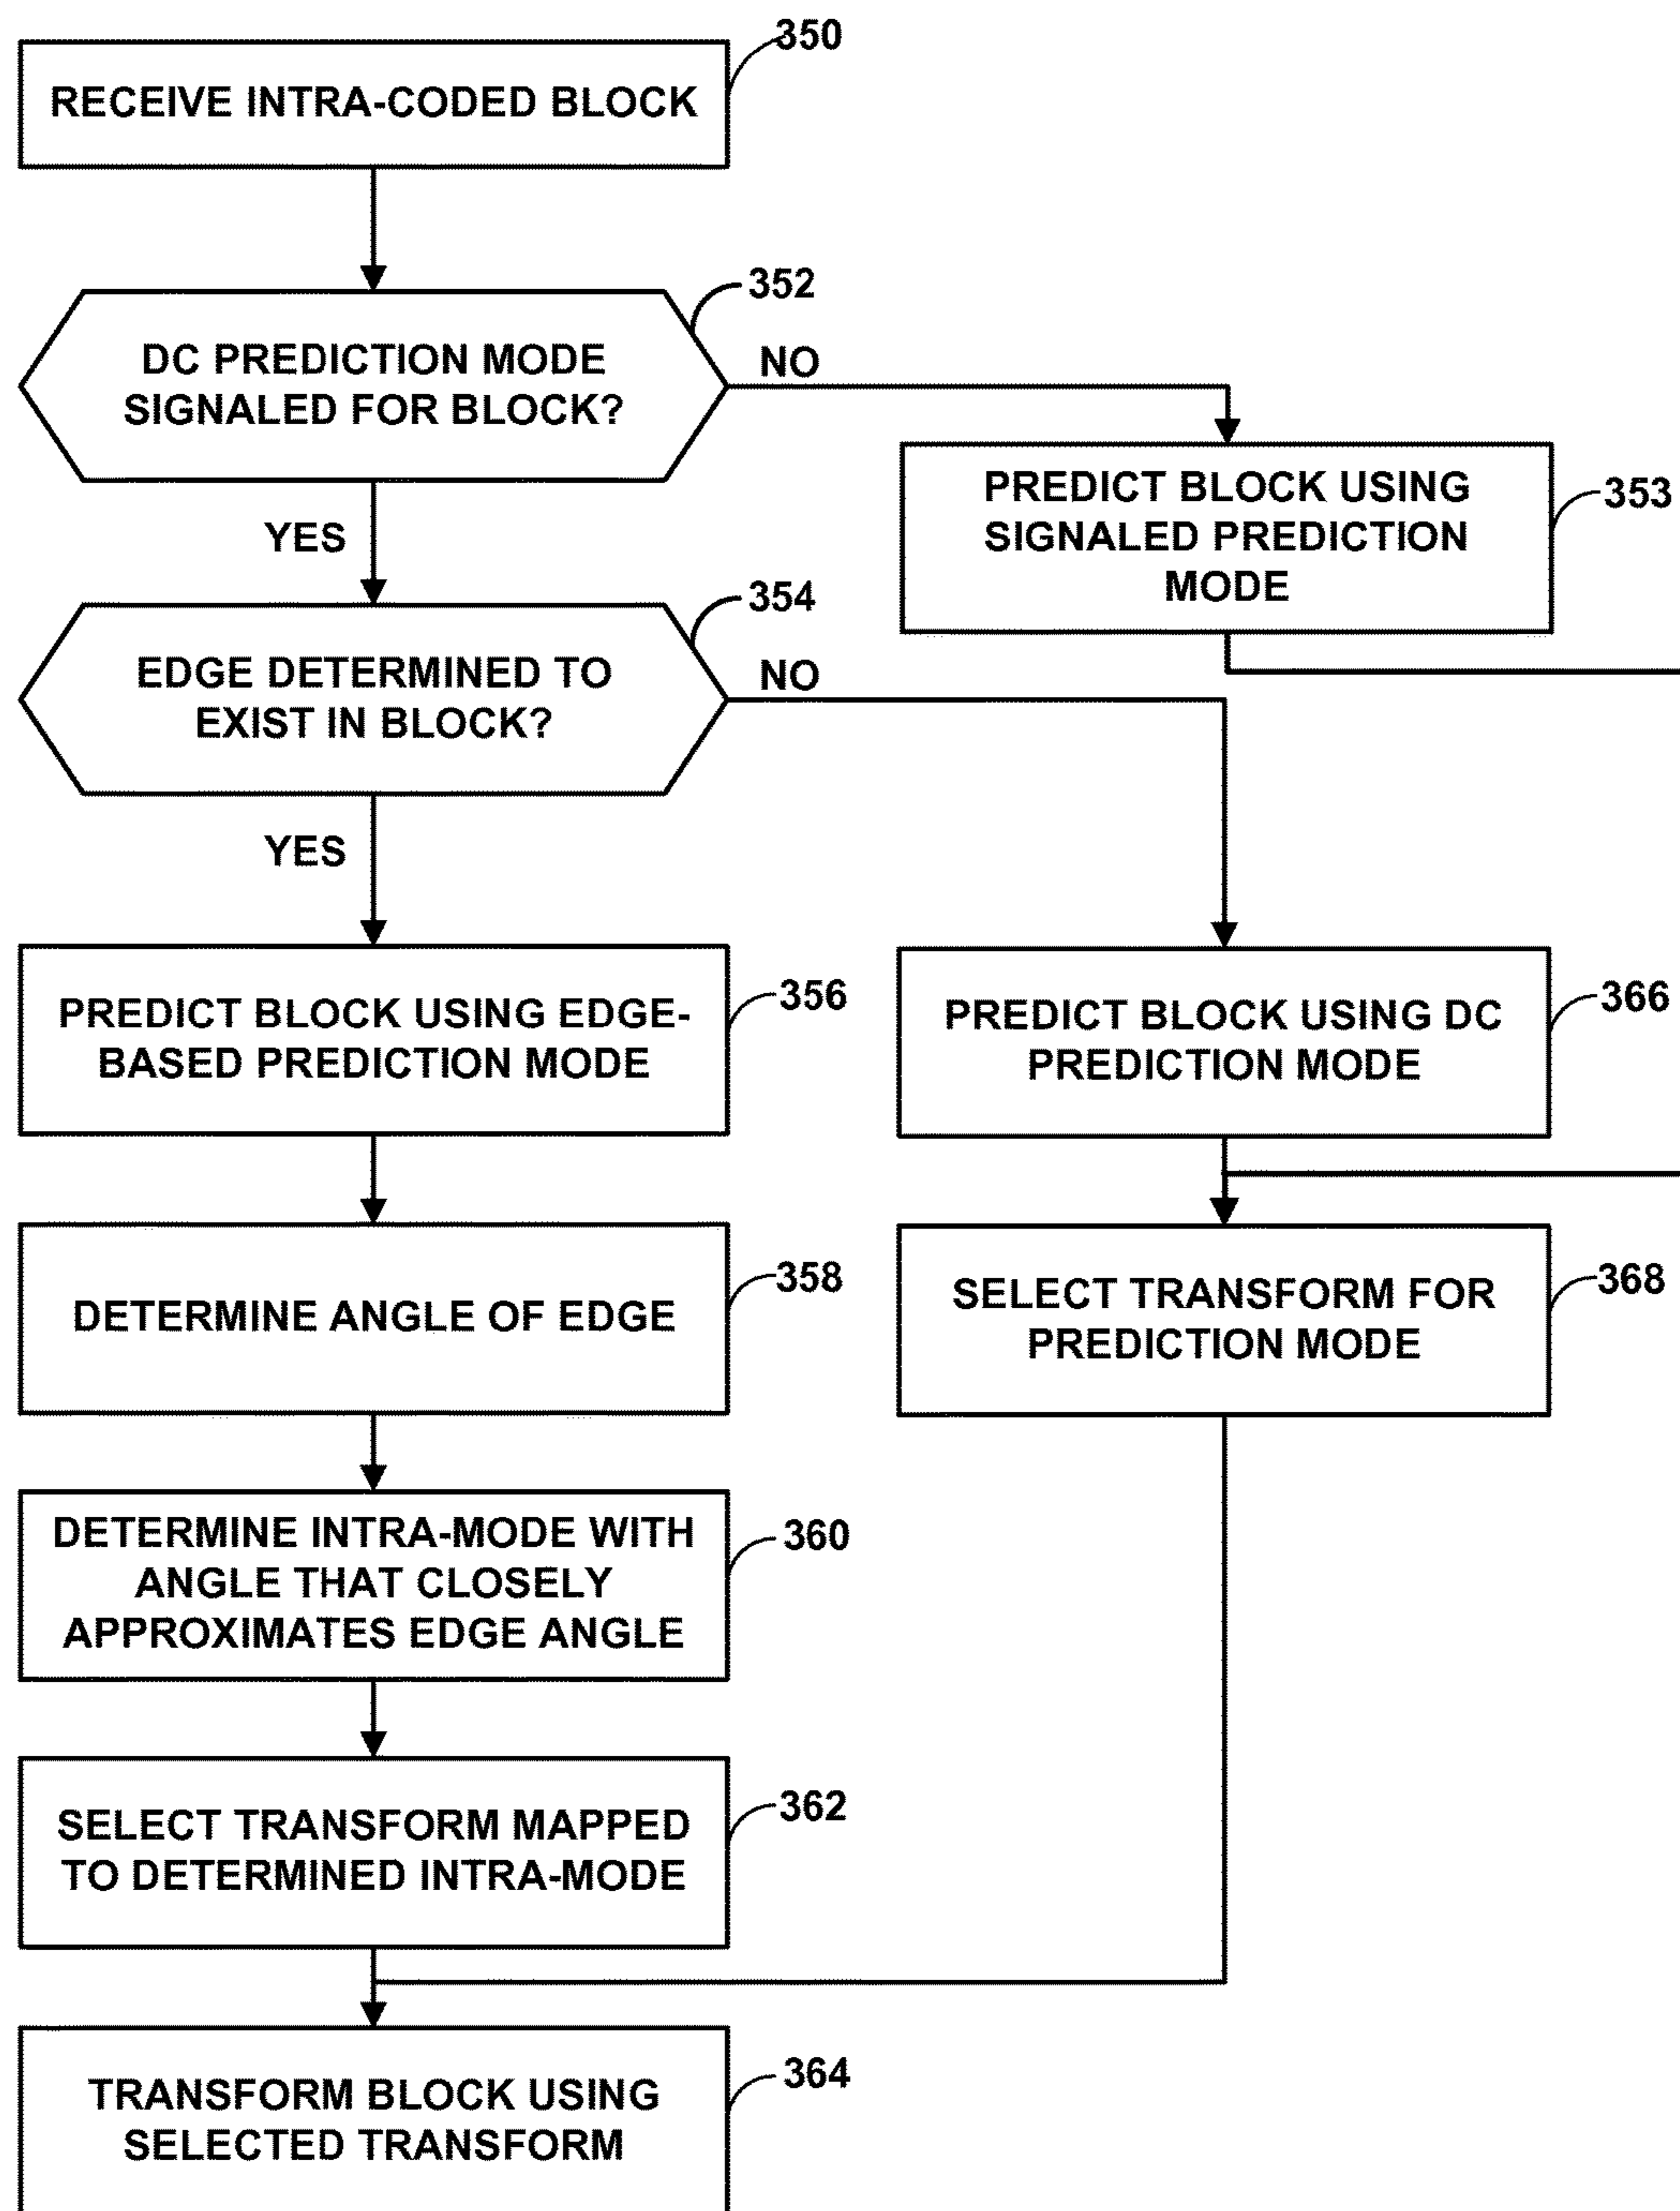 350
RECEIVE INTRA-CODED BLOCK
352
DC PREDICTION MODE
SIGNALED FOR BLOCK?
NO
YES
353
PREDICT BLOCK USING
SIGNALED PREDICTION
MODE
354
EDGE DETERMINED TO
EXIST IN BLOCK?
NO
YES
356
PREDICT BLOCK USING EDGE-
BASED PREDICTION MODE
366
PREDICT BLOCK USING DC
PREDICTION MODE
358
DETERMINE ANGLE OF EDGE
368
SELECT TRANSFORM FOR
PREDICTION MODE
360
DETERMINE INTRA-MODE WITH
ANGLE THAT CLOSELY
APPROXIMATES EDGE ANGLE
362
SELECT TRANSFORM MAPPED
TO DETERMINED INTRA-MODE
364
TRANSFORM BLOCK USING
SELECTED TRANSFORM